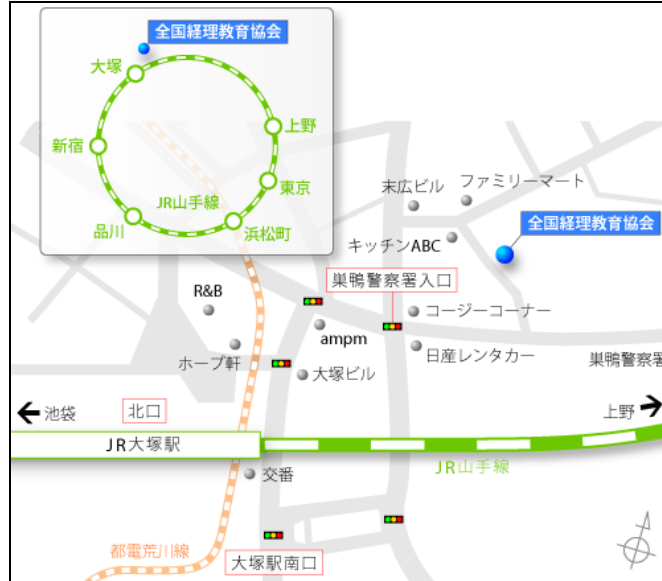 全国経理教育協会
大塚
上野
新宿
東京
JR山手線
品川
浜松町
末広ビル
ファミリーマート
全国経理教育協会
キッチンABC
巣鴨警察署入口
R&B
コージーコーナー
ampm
ホープ軒
日産レンタカー
大塚ビル
巣鴨警察署
池袋
北口
上野
JR大塚駅
JR山手線
交番
都電荒川線
大塚駅南口